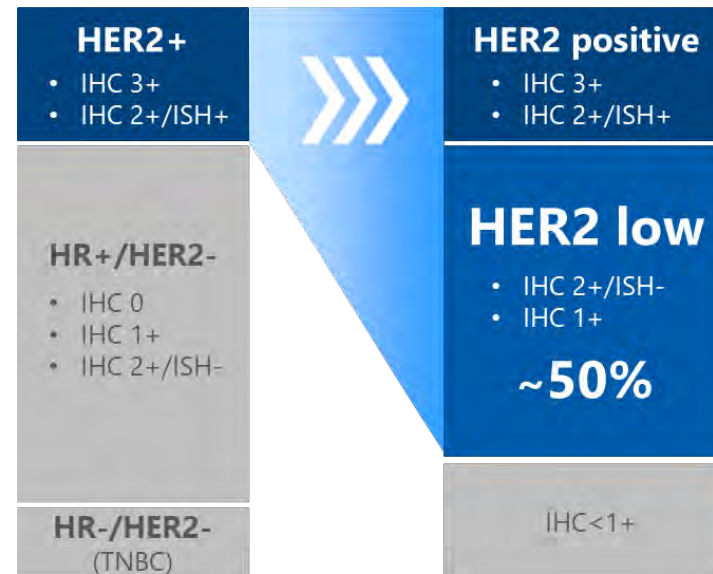 HER2+
• IHC 3+
• IHC 2+/ISH+
HR+/HER2-
• IHC 0
• IHC 1+
• IHC 2+/ISH-
HR-/HER2-
(TNBC)
HER2 positive
• IHC 3+
• IHC 2+/ISH+
HER2 low
• IHC 2+/ISH-
• IHC 1+
~50%
IHC<1+